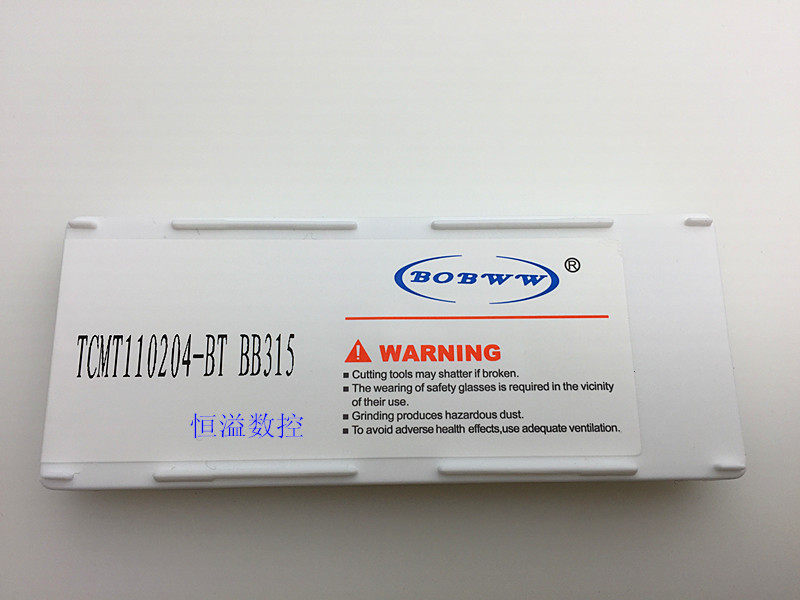 BOBWW®
TCMT110204-BT BB315
WARNING
■ Cutting tools may shatter if broken.
■ The wearing of safety glasses is required in the vicinity
of their use.
■ Grinding produces hazardous dust.
■ To avoid adverse health effects,use adequate ventilation.
恒溢数控